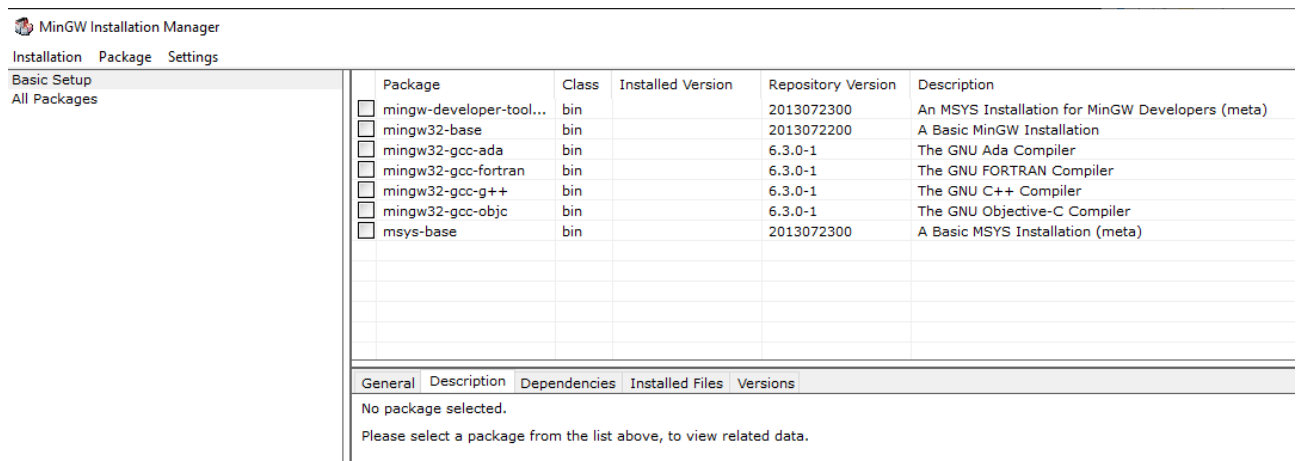 MinGW Installation Manager
Installation Package Settings
Basic Setup
All Packages
Package Class Installed Version Repository Version Description
mingw-developer-tool... bin 2013072300 An MSYS Installation for MinGW Developers (meta)
mingw32-base bin 2013072200 A Basic MinGW Installation
mingw32-gcc-ada bin 6.3.0-1 The GNU Ada Compiler
mingw32-gcc-fortran bin 6.3.0-1 The GNU FORTRAN Compiler
mingw32-gcc-g++ bin 6.3.0-1 The GNU C++ Compiler
mingw32-gcc-objc bin 6.3.0-1 The GNU Objective-C Compiler
msys-base bin 2013072300 A Basic MSYS Installation (meta)
General Description Dependencies Installed Files Versions
No package selected.
Please select a package from the list above, to view related data.